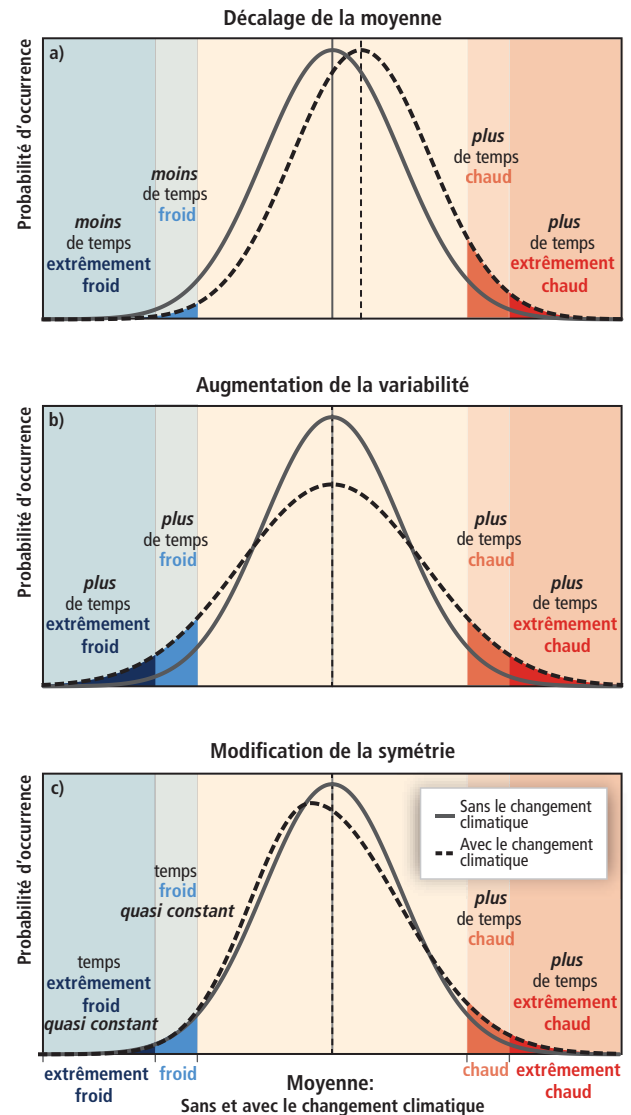 Décalage de la moyenne
a)
Probabilité d'occurrence
moins
de temps
extrêmement
froid
moins
de temps
froid
plus
de temps
chaud
plus
de temps
extrêmement
chaud
Augmentation de la variabilité
b)
Probabilité d'occurrence
plus
de temps
extrêmement
froid
plus
de temps
froid
plus
de temps
chaud
plus
de temps
extrêmement
chaud
Modification de la symétrie
c)
Probabilité d'occurrence
Sans le changement
climatique
Avec le changement
climatique
temps
extrêmement
froid
quasi constant
temps
froid
quasi constant
plus
de temps
chaud
plus
de temps
extrêmement
chaud
extrêmement
froid
froid
Moyenne:
Sans et avec le changement climatique
chaud
extrêmement
chaud